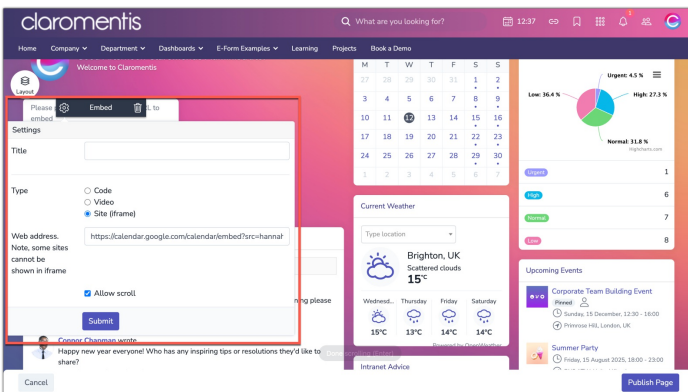 claromentis
What are you looking for?
12:37
1
Home Company Department Dashboards E-Form Examples Learning Projects Book a Demo
Layout
Welcome to Claromentis
Please
L to
embed
Embed
Settings
Title
Type
Code
Video
Site (iframe)
Web address.
Note, some sites
cannot be
shown in iframe
https://calendar.google.com/calendar/embed?src=hannah
Allow scroll
Submit
ning please
Connor Chapman wrote
Happy new year everyone! Who has any inspiring tips or resolutions they'd like to
share?
Done scrolling (Enter)
Cancel
M T W T F S S
27 28 29 30 31 1 2
3 4 5 6 7 8 9
10 11 12 13 14 15 16
17 18 19 20 21 22 23
24 25 26 27 28 29 30
1 2 3 4 5 6 7
Current Weather
Type location
Brighton, UK
Scattered clouds
15°C
Wednesd... Thursday Friday Saturday
15°C 13°C 14°C 14°C
Powered by OpenWeather
Intranet Advice
Urgent: 4.5 %
Low: 36.4 %
High: 27.3 %
Normal: 31.8 %
Highcharts.com
Urgent 1
High 6
Normal 7
Low 8
Upcoming Events
evo
Corporate Team Building Event
Pinned
Sunday, 15 December, 12:30 - 16:00
Primrose Hill, London, UK
Summer Party
Friday, 15 August 2025, 18:00 - 23:00
Publish Page